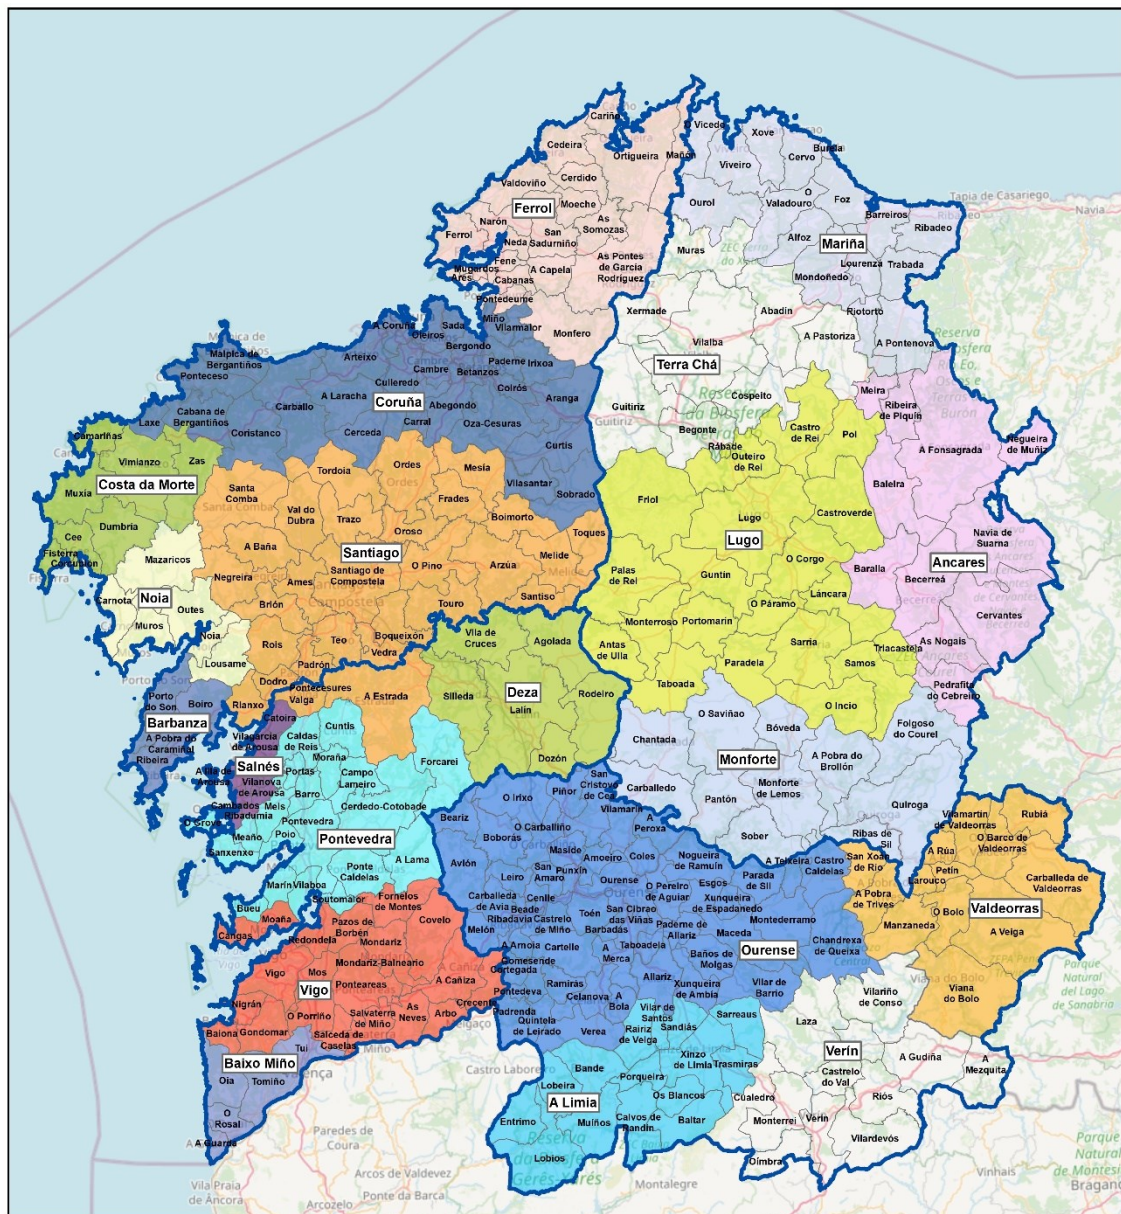 Cariño
O Vicedo
Xove
Burela
Cedeira
Ortigueira
Mañón
Viveiro
Cervo
Valdoviño
Cerdido
Tapia de Casariego
Navia
Ferrol
Moeche
Ourol
O
Valadouro
Foz
Barreiros
Ribadeo
Narón
As
Somozas
Ferrol
Neda
San
Sadurniño
Alfoz
Mariña
Fene
Mugardos
Ares
Cabanas
A Capela
As Pontes
de García
Rodríguez
Muras
Lourenza
Trabada
Mondoñedo
Pontedeume
Miño
Vilarmaior
Monfero
Xermade
Abadín
Riotorto
A Coruña
Sada
Oleiros
Bergondo
Vilalba
A Pastoriza
A Pontenova
Malpica de
Bergantiños
Ponteceso
Arteixo
Cambre
Paderne
Irixoa
Betanzos
Terra Chá
Culleredo
Coirós
Meira
Ribeira
de Piquín
Laxe
Cabana de
Bergantiños
Carballo
A Laracha
Coruña
Abegondo
Aranga
Guitiriz
Cospeito
Guitiriz
Begonte
Castro
de Rei
Pol
Coristanco
Cerceda
Carral
Oza-Cesuras
Curtis
Rábade
Outeiro
de Rei
A Fonsagrada
Negueira
de Muñiz
Camariñas
Vimianzo
Zas
Tordoia
Ordes
Mesía
Vilasantar
Sobrado
Baleira
Costa da Morte
Santa
Comba
Muxía
Val do
Dubra
Trazo
Frades
Boimorto
Friol
Lugo
Castroverde
Dumbría
Oroso
Toques
Navia de
Suarna
Cee
A Baña
Santiago
Lugo
Fisterra
Corcubión
Mazaricos
Negreira
Ames
Santiago de
Compostela
O Pino
Arzúa
Melide
Palas
de Rei
Guntín
O Corgo
Baralla
Becerreá
Ancares
Noia
Carnota
Outes
Muros
Brión
Touro
Santiso
Monterroso
Portomarín
O Páramo
Láncara
Cervantes
Noia
Rois
Teo
Boqueixón
Vedra
Vila de
Cruces
Agolada
Antas
de Ulla
Sarria
Triacastela
As Nogais
Lousame
Padrón
Paradela
Samos
Porto
do Son
Boiro
Dodro
Rianxo
Pontecesures
Valga
A Estrada
Silleda
Deza
Lalín
Rodeiro
Taboada
O Incio
Pedrafita
do Cebreiro
Barbanza
A Pobra do
Caramiñal
Ribeira
Catoira
Vilagarcía
de Arousa
Cuntis
Caldas
de Reis
Moraña
O Saviñao
Bóveda
Folgoso
do Courel
Salnés
Portas
Forcarei
Dozón
Chantada
Monforte
A Pobra do
Brollón
A Illa de
Arousa
Vilanova
de Arousa
Barro
Campo
Lameiro
San
Cristovo
de Cea
Carballedo
Pantón
Monforte
de Lemos
Quiroga
Cambados
Ribadumia
Meis
Cerdedo-Cotobade
O Irixo
Piñor
Vilamarín
O Grove
Meaño
Pontevedra
Poio
Beariz
O Carballiño
A
Peroxa
Sober
Ribas de
Sil
Vilamartín
de Valdeorras
Rubiá
Sanxenxo
Pontevedra
Boborás
Maside
Amoeiro
Coles
Nogueira
de Ramuín
A Teixeira
Castro
Caldelas
San Xoán
de Río
A Rúa
O Barco de
Valdeorras
Marín
Vilaboa
Ponte
Caldelas
A Lama
Avión
Leiro
San
Amaro
Punxín
Ourense
O Pereiro
de Aguiar
Esgos
Parada
de Sil
Larouco
Petín
Carballeda de
Valdeorras
Bueu
Soutomaior
Fornelos
de Montes
Carballeda
de Avia
Cenlle
Xunqueira
de Espadanedo
A Pobra
de Trives
Moaña
Cangas
Redondela
Pazos de
Borbén
Covelo
Beade
Ribadavia
Castrelo
de Miño
Toén
San Cibrao
das Viñas
Barbadás
Montederramo
Manzaneda
O Bolo
Valdeorras
Mondariz
Melón
Paderne de
Allariz
Maceda
A Veiga
Vigo
Mos
Mondariz-Balneario
A Arnoia
Cartelle
Taboadela
Ourense
Chandrexa
de Queixa
Ponteareas
A Cañiza
Gomesende
Cortegada
A
Merca
Baños de
Molgas
Viana
do Bolo
Vigo
Nigrán
O Porriño
Salvaterra
de Miño
As
Neves
Arbo
Crecente
Pontedeva
Padrenda
Ramirás
Celanova
Allariz
Xunqueira
de Ambía
Vilar de
Barrio
Vilariño
de Conso
Baiona
Gondomar
Salceda de
Caselas
Quintela
de Leirado
Verea
A
Bola
Vilar de
Santos
Rairiz
de Veiga
Sandiás
Sarreaus
Laza
Baixo Miño
Tui
Xinzo
de Limia
Trasmiras
Verín
A Gudiña
A
Mezquita
Oia
Tomiño
Castro Laboreiro
Bande
Porqueira
Castrelo
do Val
Lobeira
Os Blancos
Cualedro
Riós
O
Rosal
Entrimo
A Limia
Muíños
Calvos de
Randín
Baltar
Monterrei
Verín
Vilardevós
A Guarda
Lobios
Oímbra
Paredes de
Coura
Arcos de Valdevez
Ponte da Barca
Montalegre
Vinhais
Vila Praia
de Âncora
Arcozelo
Parque
Natural
del Lago
de Sanabria
Parque
Natural
de Montesi
Bragança